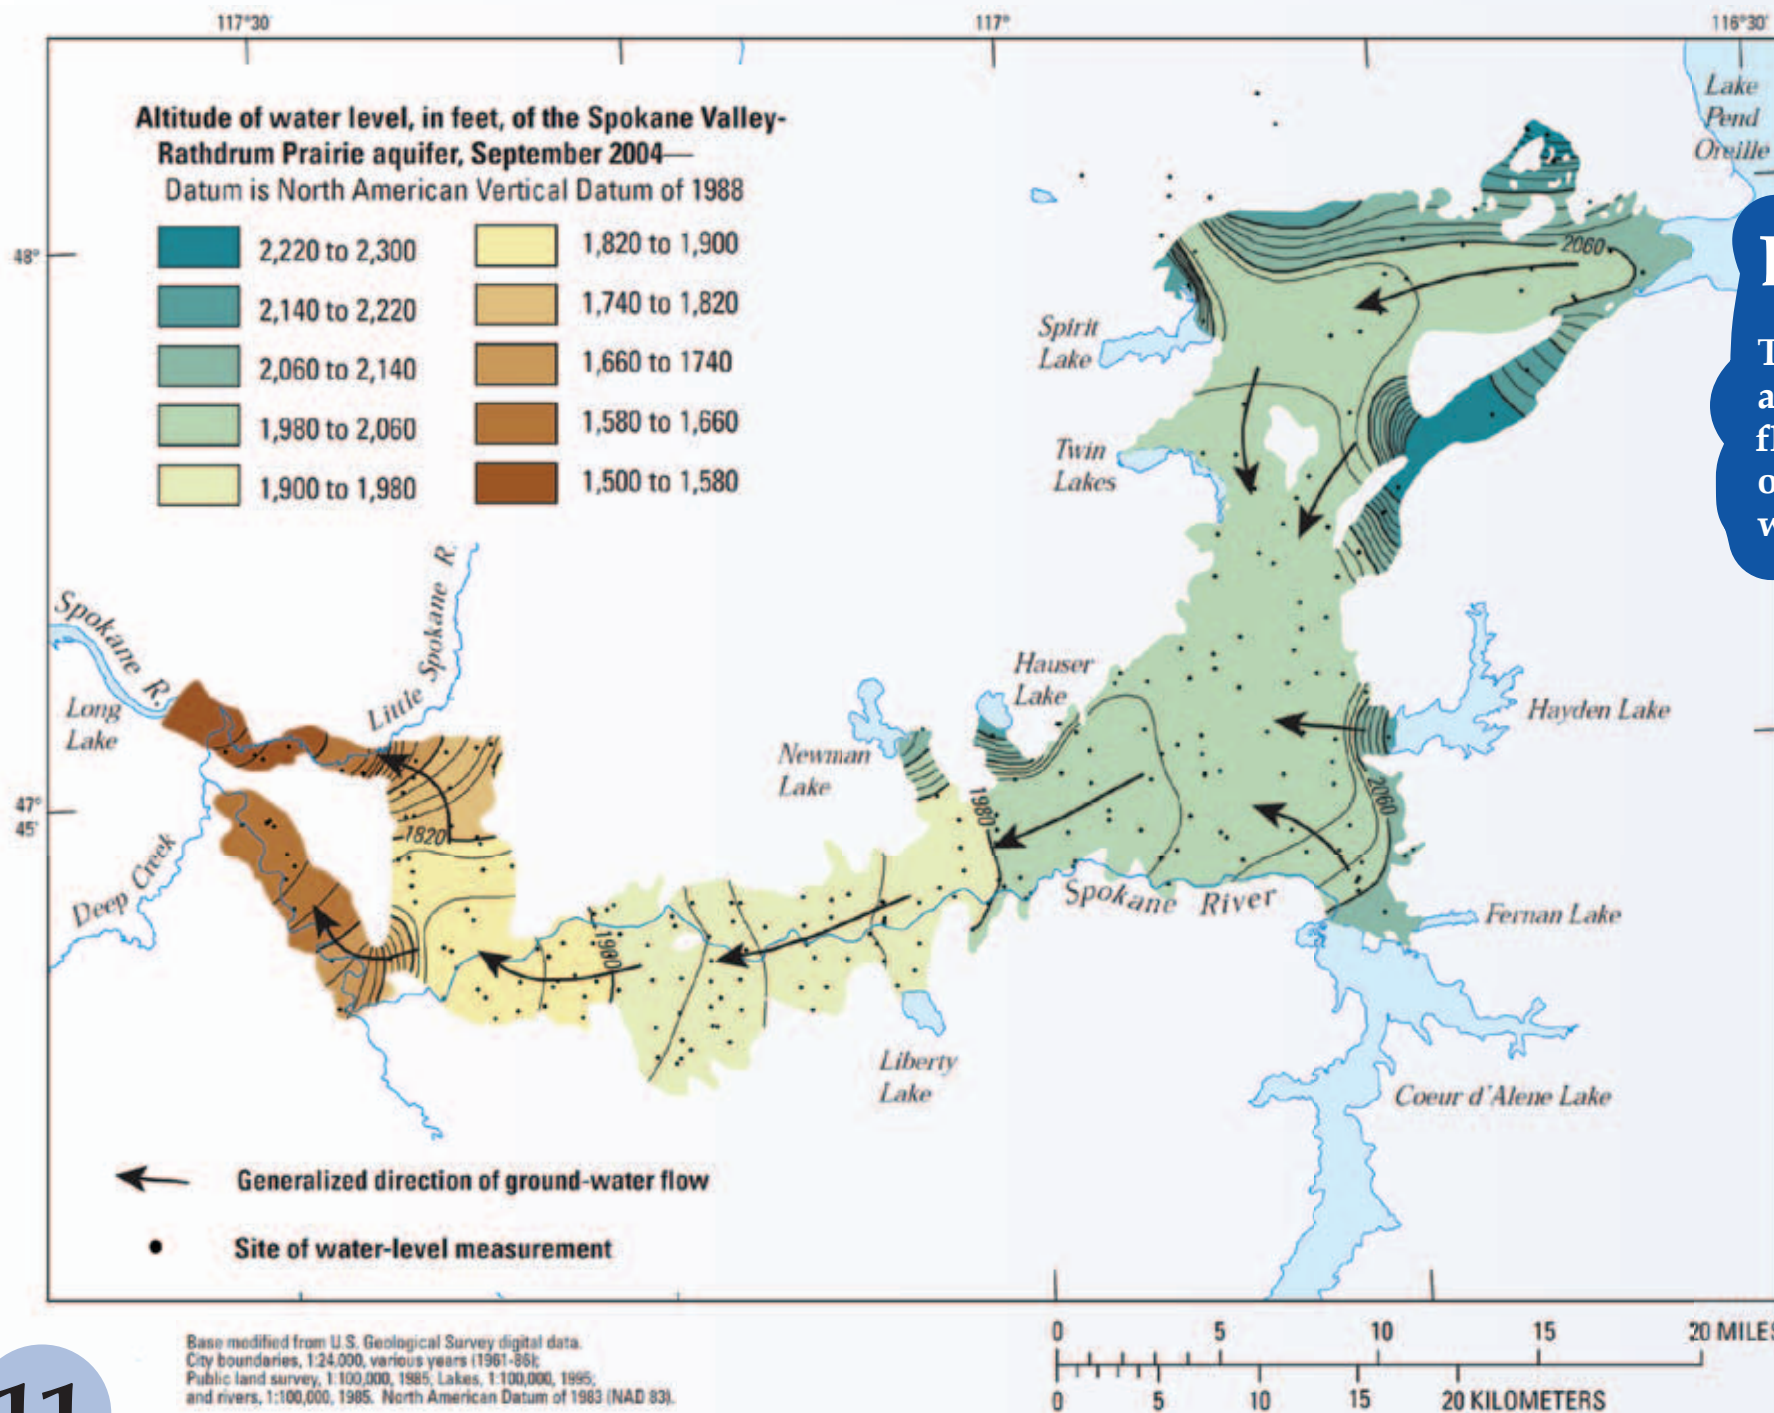 117°30'
117°
116°30'
Altitude of water level, in feet, of the Spokane Valley-
Rathdrum Prairie aquifer, September 2004—
Datum is North American Vertical Datum of 1988
2,220 to 2,300
1,820 to 1,900
2,140 to 2,220
1,740 to 1,820
2,060 to 2,140
1,660 to 1740
1,980 to 2,060
1,580 to 1,660
1,900 to 1,980
1,500 to 1,580
48°
47°
45'
Lake
Pend
Oreille
2060
Spirit
Lake
Twin
Lakes
Spokane R.
Little Spokane R.
Long
Lake
Hauser
Lake
Hayden Lake
Newman
Lake
1980
2060
1820
Deep Creek
1900
Spokane River
Fernan Lake
Liberty
Lake
Coeur d'Alene Lake
Generalized direction of ground-water flow
Site of water-level measurement
Base modified from U.S. Geological Survey digital data.
City boundaries, 1:24,000, various years (1961-86);
Public land survey, 1:100,000, 1985; Lakes, 1:100,000, 1995;
and rivers, 1:100,000, 1985. North American Datum of 1983 (NAD 83).
0 5 10 15 20 MILES
0 5 10 15 20 KILOMETERS
11